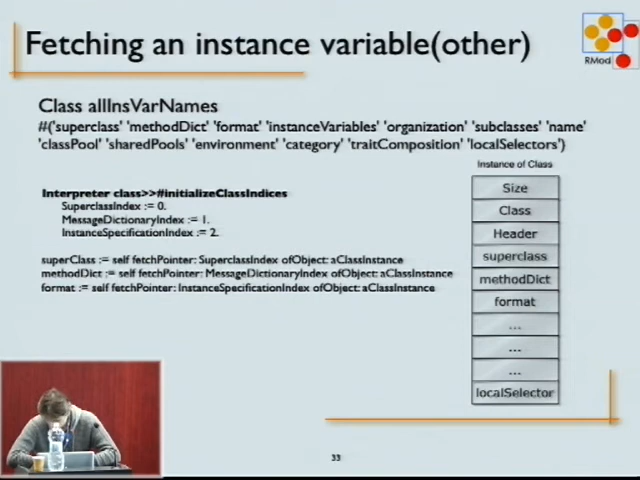 Fetching an instance variable(other)
RMod
Class allInsVarNames
#('superclass' 'methodDict' 'format' 'instanceVariables' 'organization' 'subclasses' 'name'
'classPool' 'sharedPools' 'environment' 'category' 'traitComposition' 'localSelectors')
Instance of Class
Size
Class
Header
superclass
methodDict
format
...
...
...
localSelector
Interpreter class>>#initializeClassIndices
SuperclassIndex := 0.
MessageDictionaryIndex := 1.
InstanceSpecificationIndex := 2.
superClass := self fetchPointer: SuperclassIndex ofObject: aClassInstance
methodDict := self fetchPointer: MessageDictionaryIndex ofObject: aClassInstance
format := self fetchPointer: InstanceSpecificationIndex ofObject: aClassInstance
33